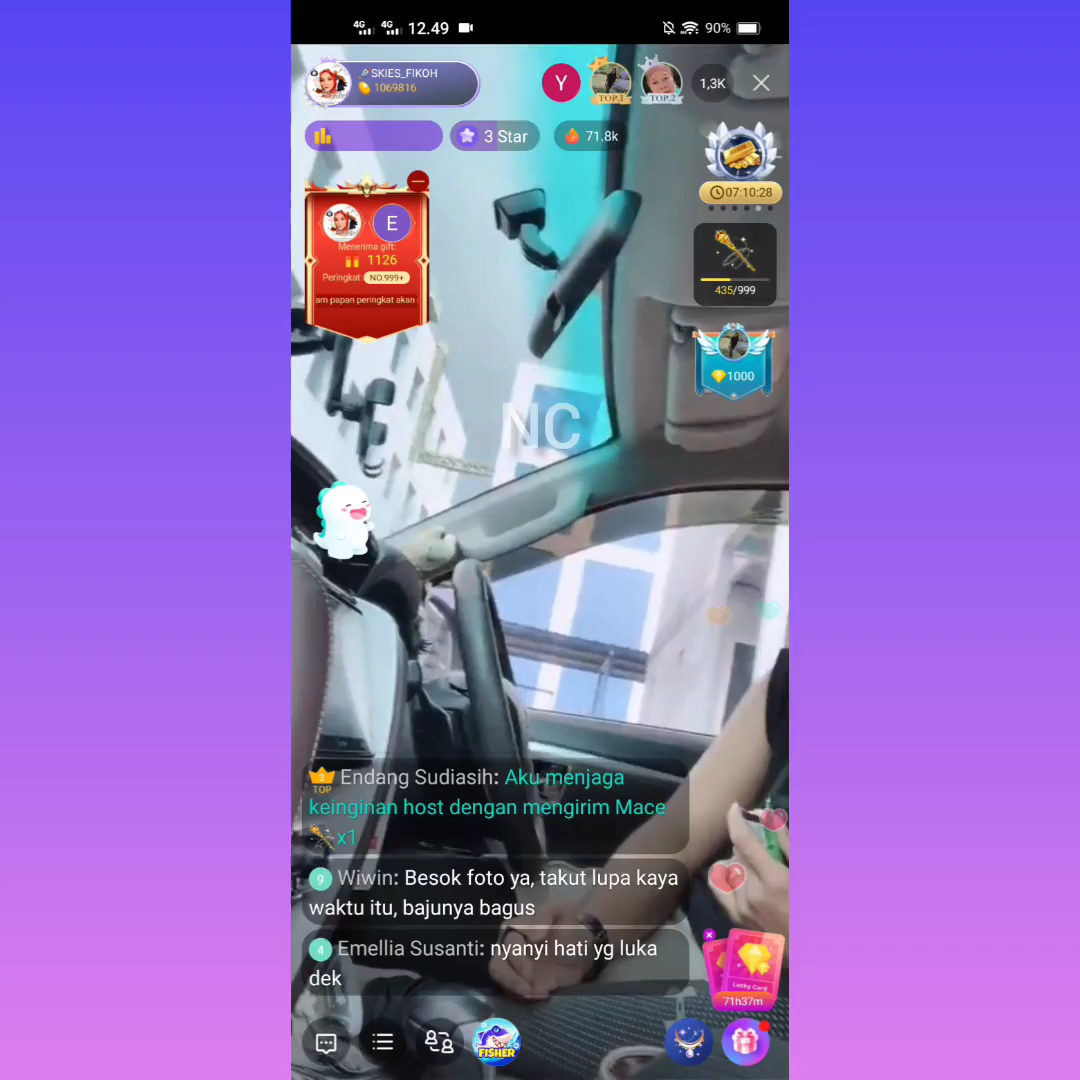 4G 4G 12.49 90%
SKIES_FIKOH
1069816
Y
TOP.1
TOP.2
1,3K
3 Star
71.8k
07:10:28
E
Menerima gift:
1126
Peringkat: NO.999+
am papan peringkat akan
435/999
1000
NC
TOP
Endang Sudiasih: Aku menjaga
keinginan host dengan mengirim Mace
x1
9 Wiwin: Besok foto ya, takut lupa kaya
waktu itu, bajunya bagus
4 Emellia Susanti: nyanyi hati yg luka
dek
Lucky Card
71h37m
FISHER